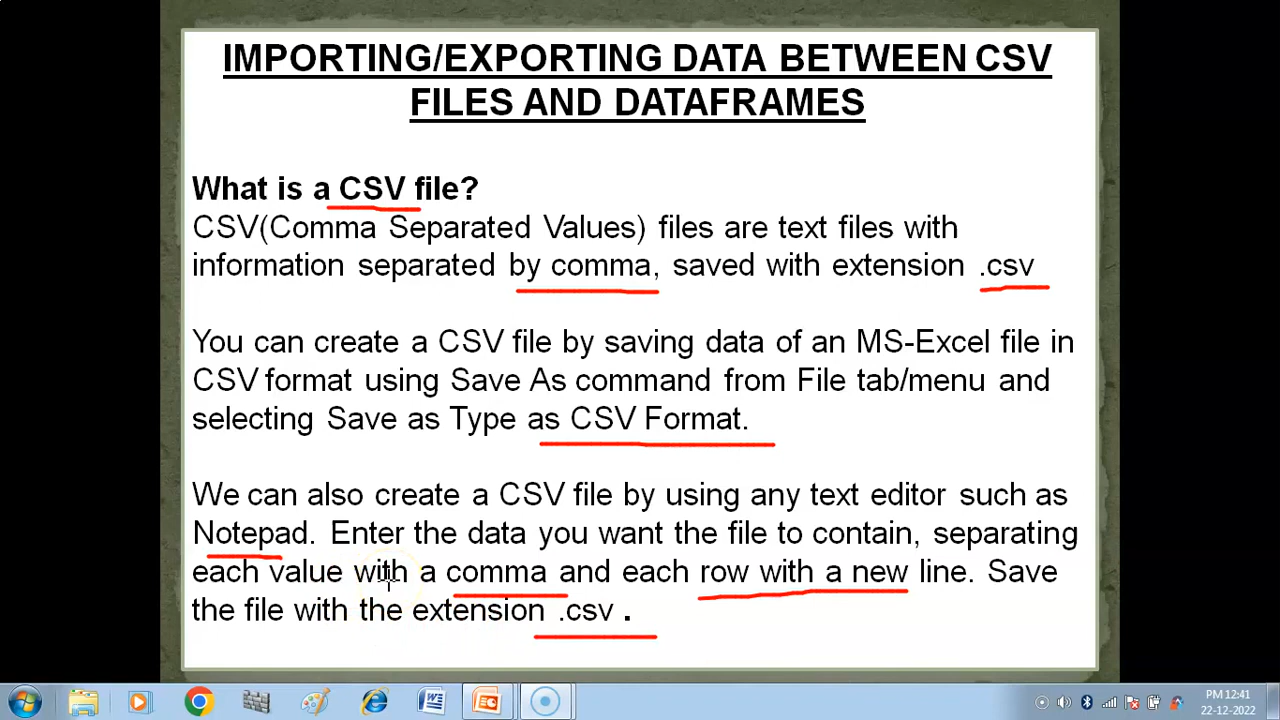 IMPORTING/EXPORTING DATA BETWEEN CSV
FILES AND DATAFRAMES
What is a CSV file?
CSV(Comma Separated Values) files are text files with
information separated by comma, saved with extension .csv
You can create a CSV file by saving data of an MS-Excel file in
CSV format using Save As command from File tab/menu and
selecting Save as Type as CSV Format.
We can also create a CSV file by using any text editor such as
Notepad. Enter the data you want the file to contain, separating
each value with a comma and each row with a new line. Save
the file with the extension .csv .
PM 12:41
22-12-2022